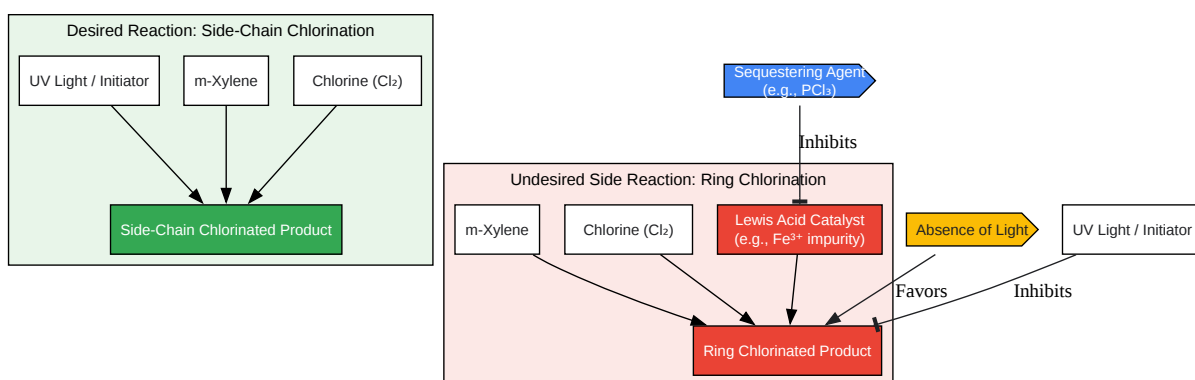 Desired Reaction: Side-Chain Chlorination
UV Light / Initiator
m-Xylene
Chlorine (Cl₂)
Side-Chain Chlorinated Product
Sequestering Agent
(e.g., PCl₃)
Inhibits
Undesired Side Reaction: Ring Chlorination
m-Xylene
Chlorine (Cl₂)
Lewis Acid Catalyst
(e.g., Fe³⁺ impurity)
Absence of Light
UV Light / Initiator
Favors
Inhibits
Ring Chlorinated Product